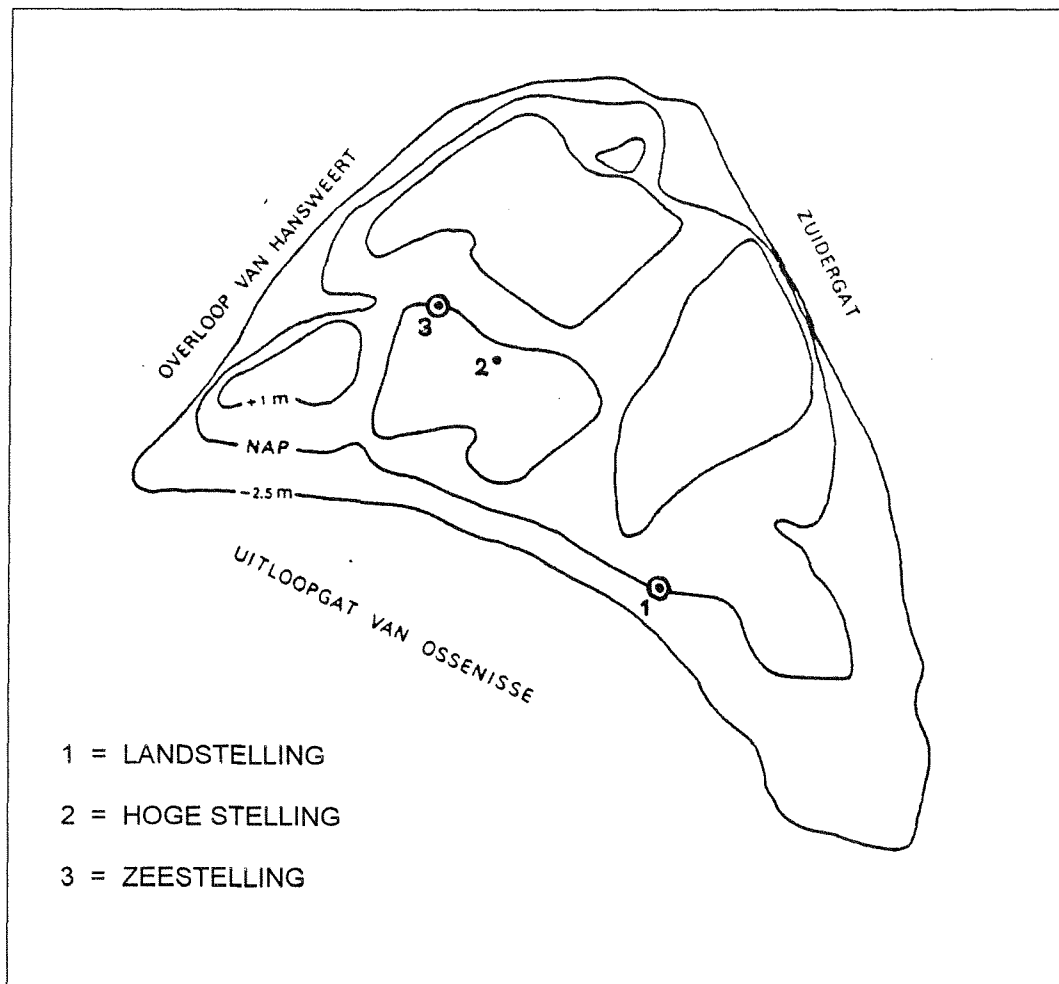 OVERLOOP VAN HANSWEERT
ZUIDERGAT
3
2
+1 m
NAP
-2.5 m
1
UITLOOPGAT VAN OSSENISSE
1 = LANDSTELLING
2 = HOGE STELLING
3 = ZEESTELLING